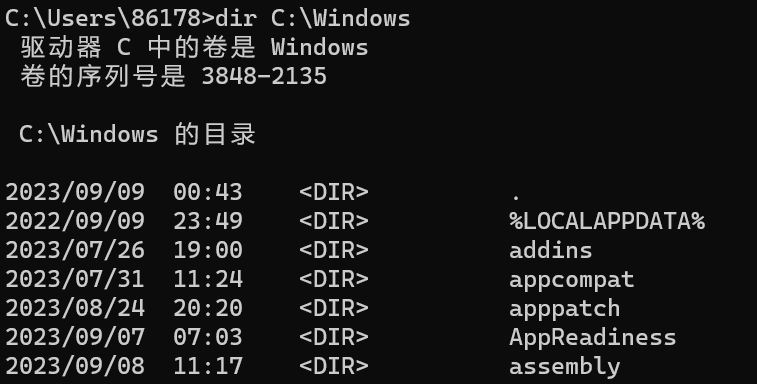 C:\Users\86178>dir C:\Windows
驱动器 C 中的卷是 Windows
卷的序列号是 3848-2135
C:\Windows 的目录
2023/09/09  00:43    <DIR>          .
2022/09/09  23:49    <DIR>          %LOCALAPPDATA%
2023/07/26  19:00    <DIR>          addins
2023/07/31  11:24    <DIR>          appcompat
2023/08/24  20:20    <DIR>          apppatch
2023/09/07  07:03    <DIR>          AppReadiness
2023/09/08  11:17    <DIR>          assembly